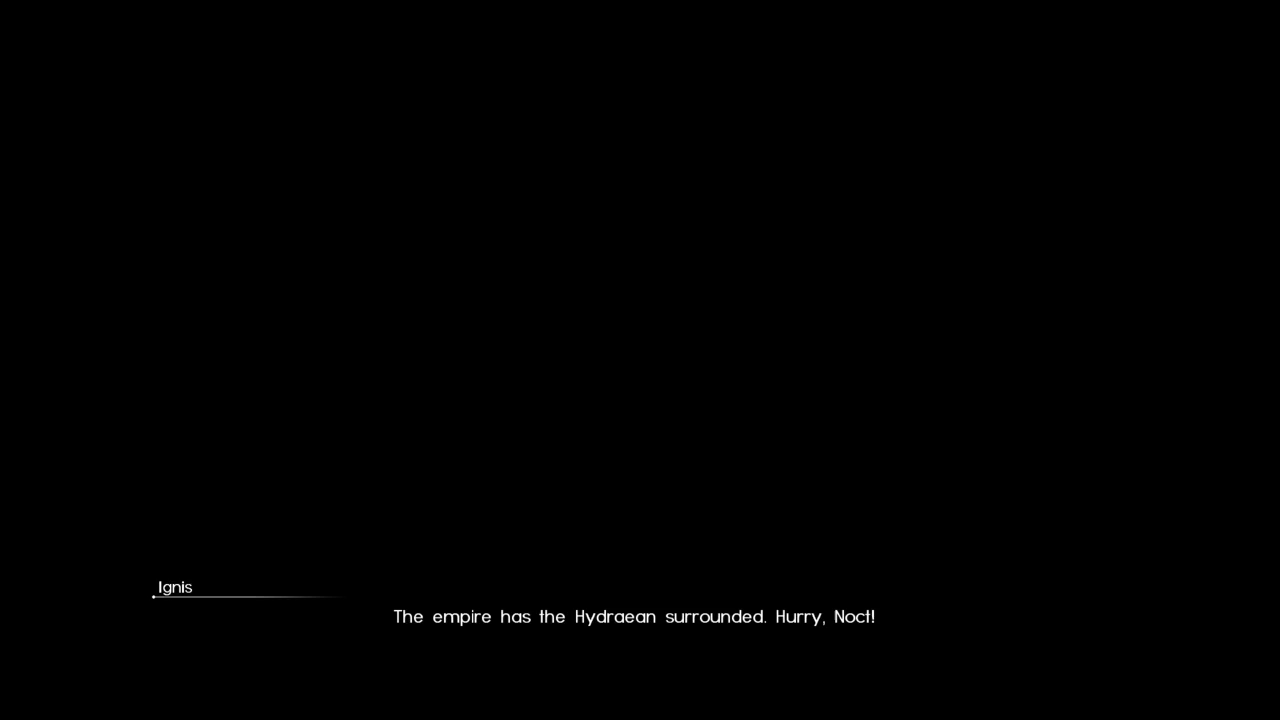 Ignis
The empire has the Hydraean surrounded. Hurry, Noct!